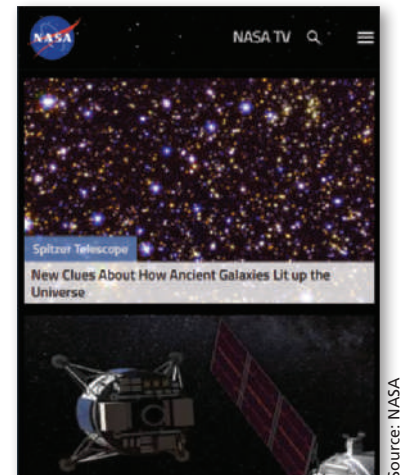 NASA
NASA TV
Spitzer Telescope
New Clues About How Ancient Galaxies Lit up the
Universe
Source: NASA